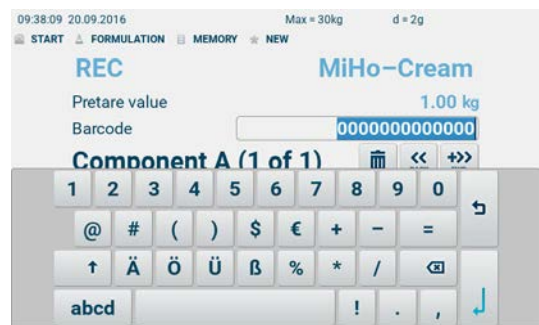 09:38:09 20.09.2016 Max = 30kg d = 2g
START FORMULATION MEMORY NEW
REC MiHo-Cream
Pretare value 1.00 kg
Barcode 0000000000000
Component A (1 of 1) << +>>
1 2 3 4 5 6 7 8 9 0
@ # ( ) $ € + - =
↑ Ä Ö Ü ß % * /
abcd ! . ,